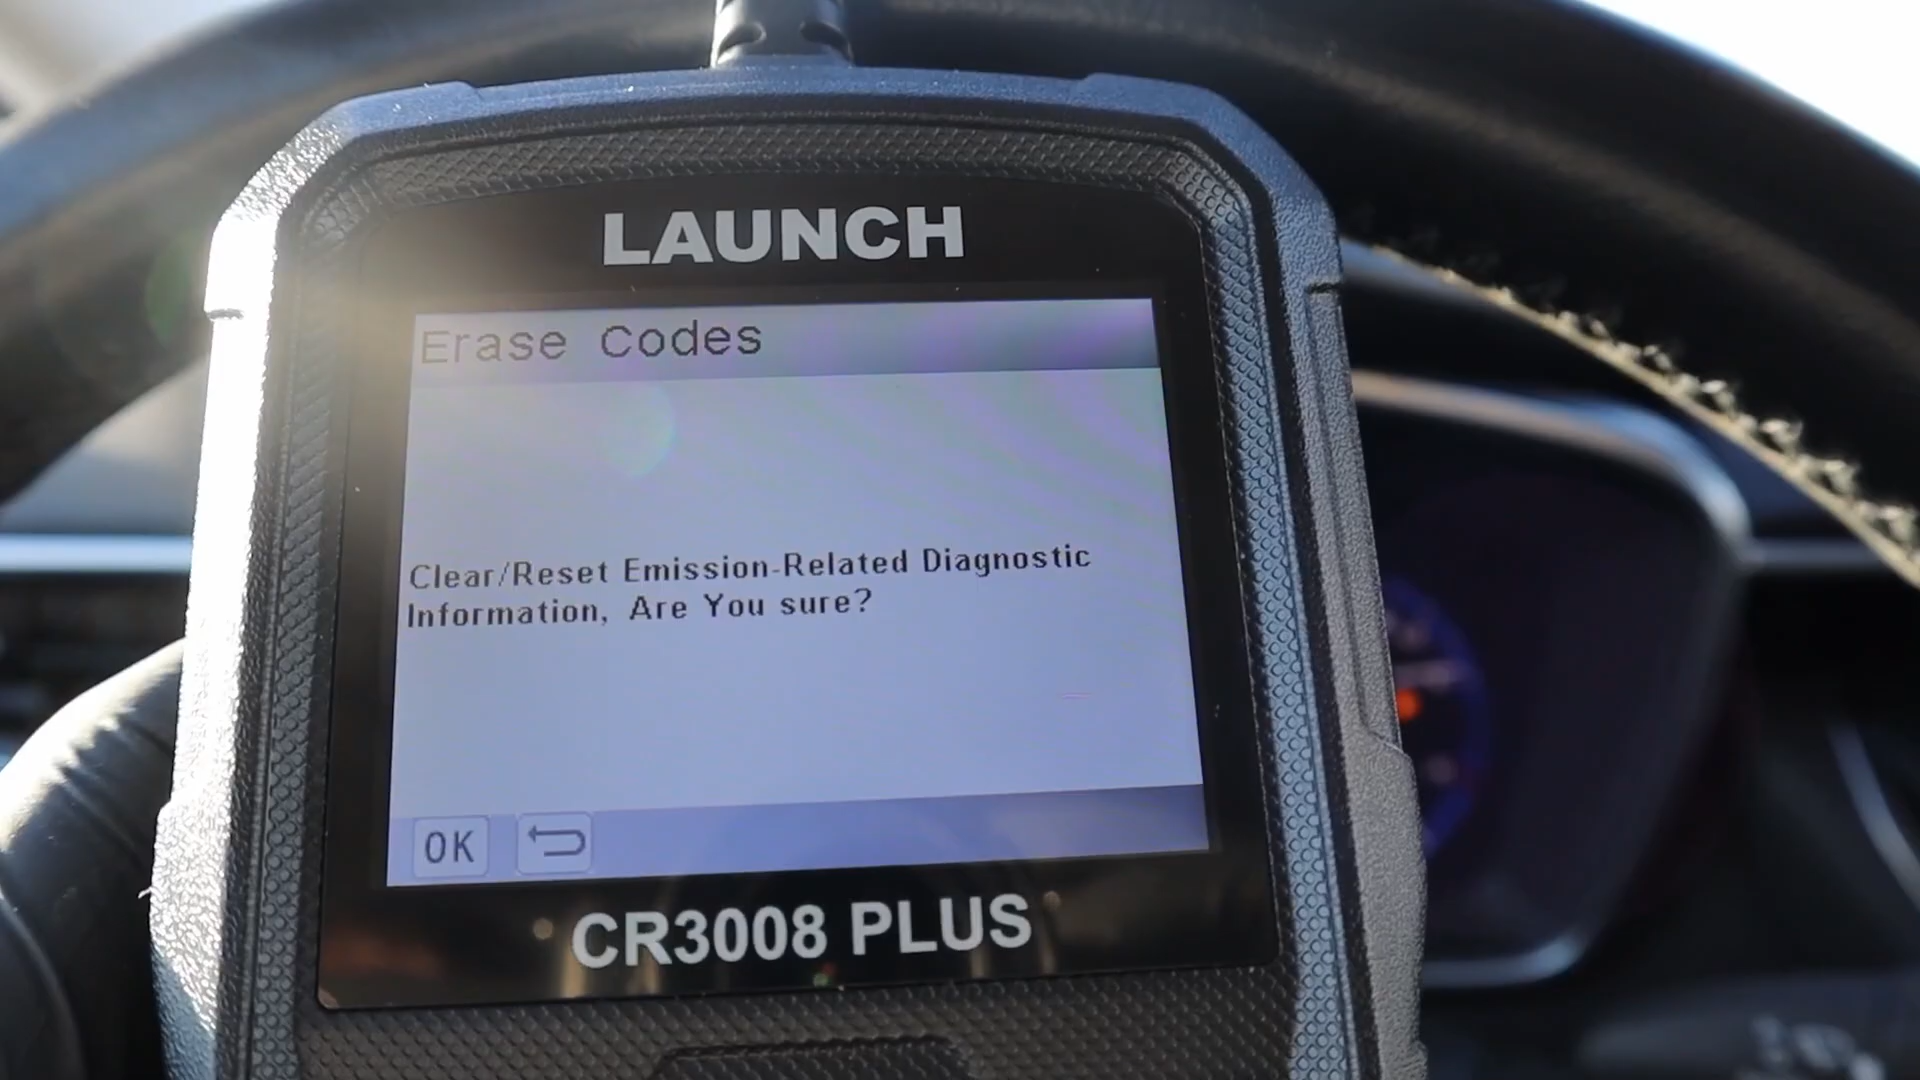 LAUNCH
Erase Codes
Clear/Reset Emission-Related Diagnostic
Information, Are You sure?
OK
CR3008 PLUS